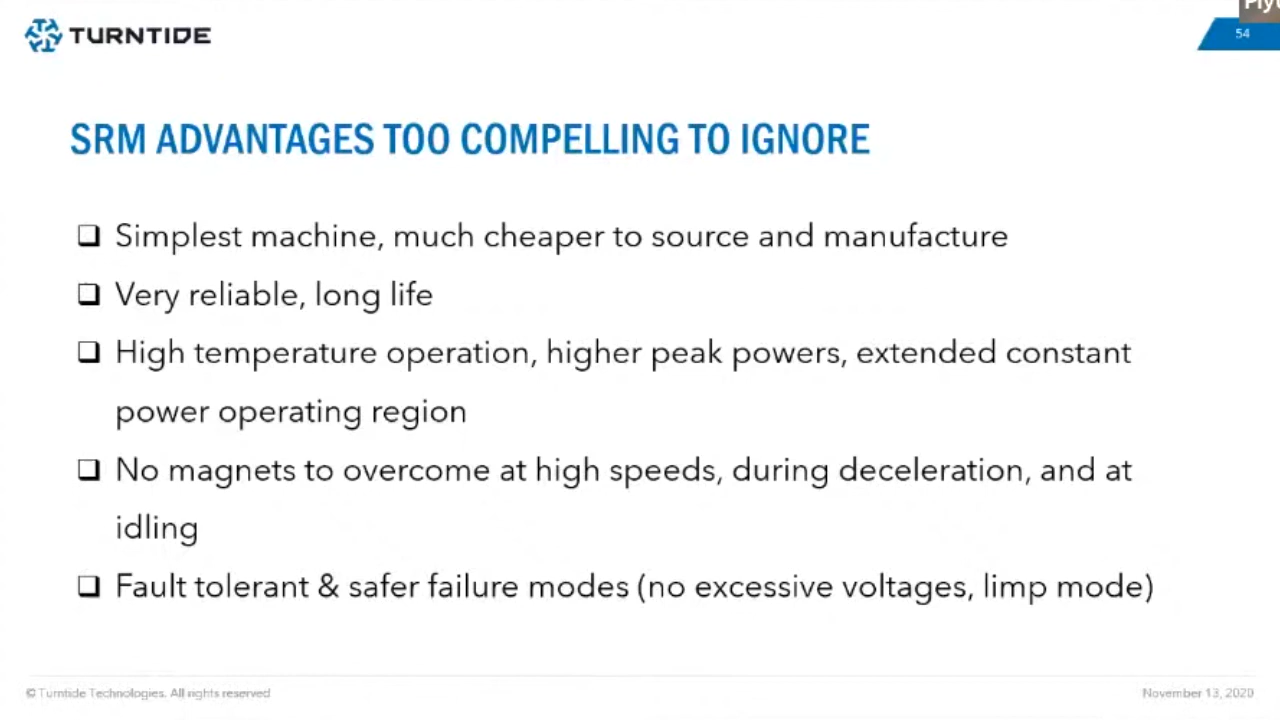 TURNTIDE
54
SRM ADVANTAGES TOO COMPELLING TO IGNORE
❑ Simplest machine, much cheaper to source and manufacture
❑ Very reliable, long life
❑ High temperature operation, higher peak powers, extended constant
power operating region
❑ No magnets to overcome at high speeds, during deceleration, and at
idling
❑ Fault tolerant & safer failure modes (no excessive voltages, limp mode)
© Turntide Technologies. All rights reserved
November 13, 2020